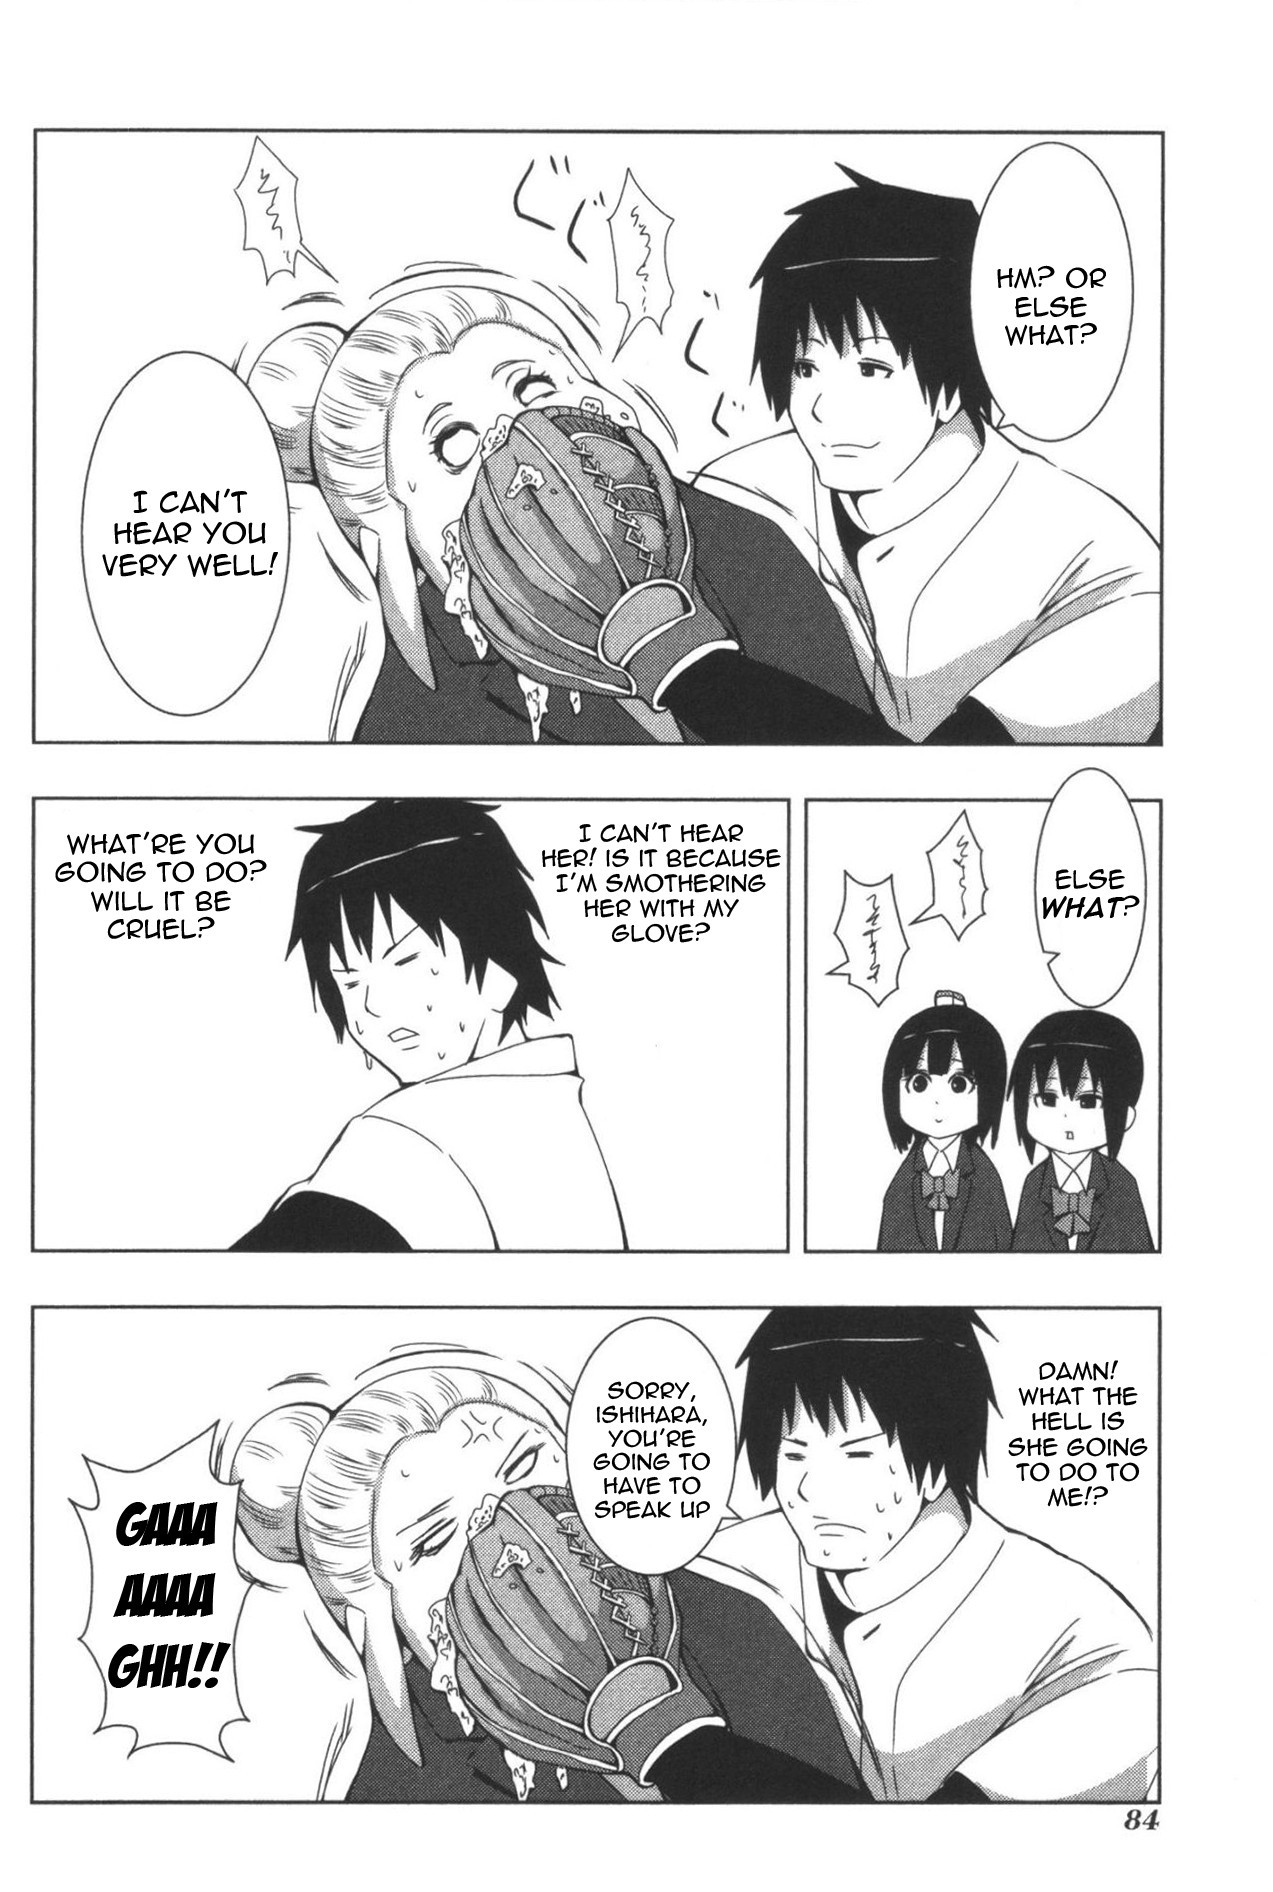 HM? OR
ELSE
WHAT?
I CAN'T
HEAR YOU
VERY WELL!
ELSE
WHAT?
I CAN'T HEAR
HER! IS IT BECAUSE
I'M SMOTHERING
HER WITH MY
GLOVE?
WHAT'RE YOU
GOING TO DO?
WILL IT BE
CRUEL?
DAMN!
WHAT THE
HELL IS
SHE GOING
TO DO TO
ME!?
SORRY,
ISHIHARA,
YOU'RE
GOING TO
HAVE TO
SPEAK UP
GAAA
AAAA
GHH!!
84